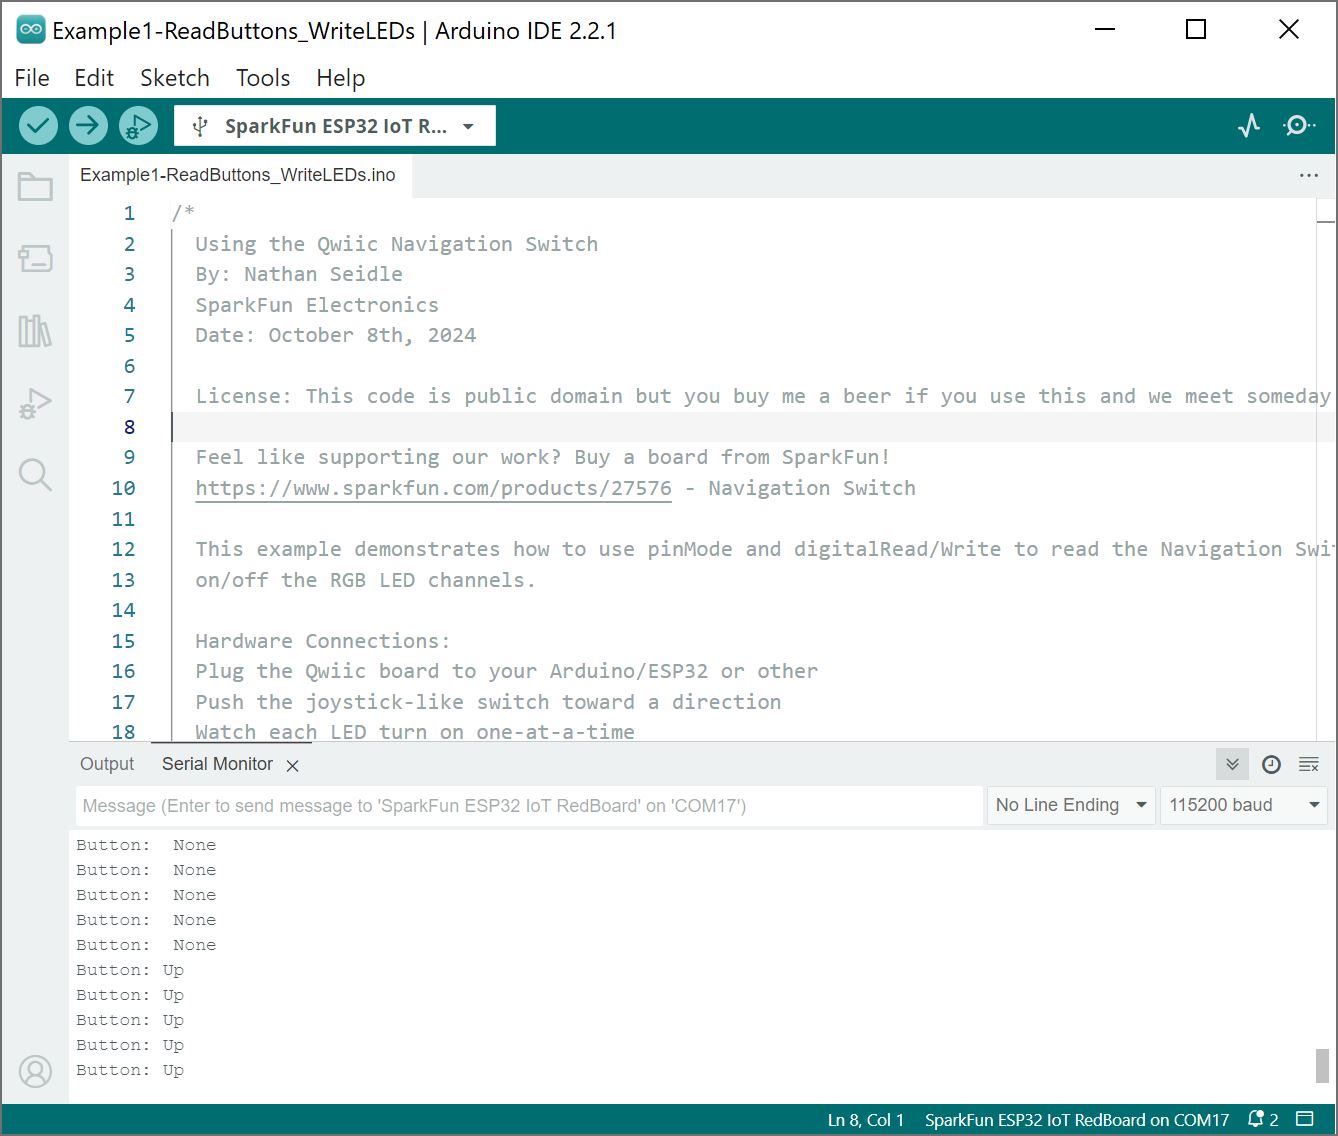 Example1-ReadButtons_WriteLEDs | Arduino IDE 2.2.1
File Edit Sketch Tools Help
SparkFun ESP32 IoT R...
Example1-ReadButtons_WriteLEDs.ino
1 /*
2 Using the Qwiic Navigation Switch
3 By: Nathan Seidle
4 SparkFun Electronics
5 Date: October 8th, 2024
6
7 License: This code is public domain but you buy me a beer if you use this and we meet someday
8
9 Feel like supporting our work? Buy a board from SparkFun!
10 https://www.sparkfun.com/products/27576 - Navigation Switch
11
12 This example demonstrates how to use pinMode and digitalRead/Write to read the Navigation Swi
13 on/off the RGB LED channels.
14
15 Hardware Connections:
16 Plug the Qwiic board to your Arduino/ESP32 or other
17 Push the joystick-like switch toward a direction
18 Watch each LED turn on one-at-a-time
Output Serial Monitor
Message (Enter to send message to 'SparkFun ESP32 IoT RedBoard' on 'COM17') No Line Ending 115200 baud
Button:  None
Button:  None
Button:  None
Button:  None
Button:  None
Button: Up
Button: Up
Button: Up
Button: Up
Button: Up
Ln 8, Col 1 SparkFun ESP32 IoT RedBoard on COM17 2